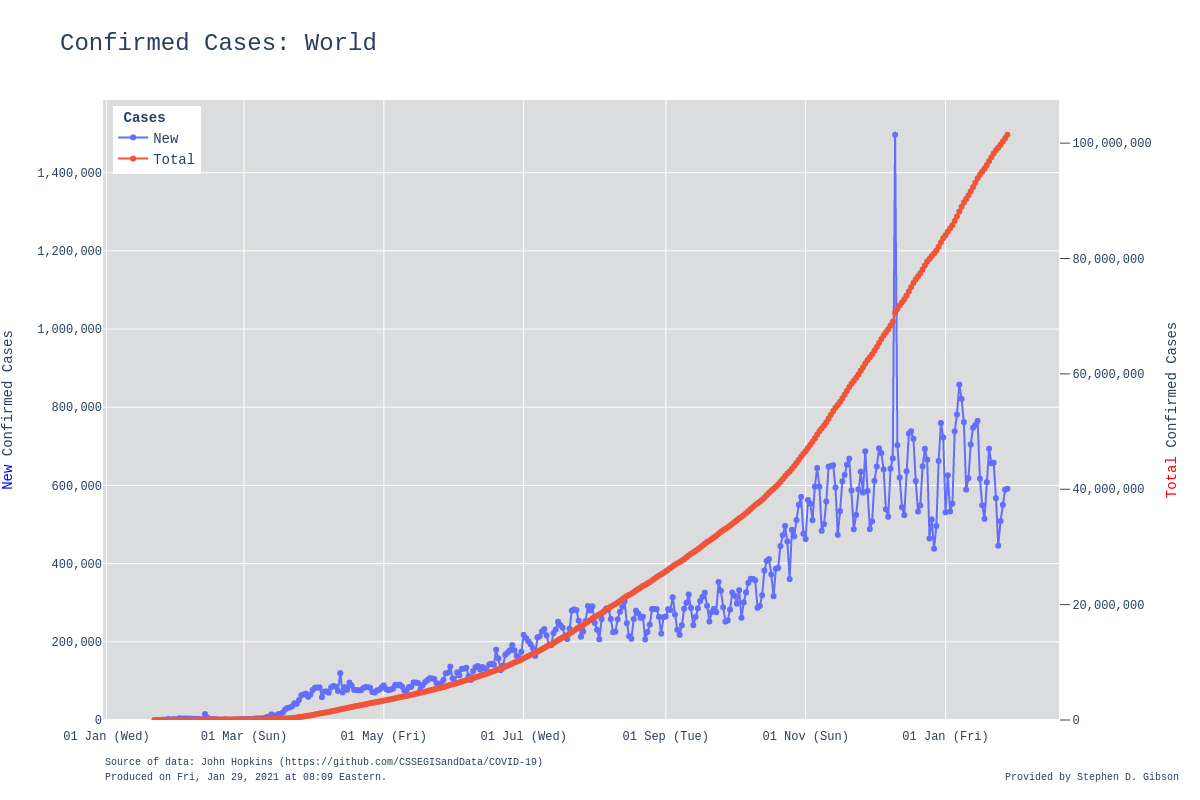 Confirmed Cases: World
Cases
New
Total
1,400,000
1,200,000
1,000,000
800,000
600,000
400,000
200,000
0
100,000,000
80,000,000
60,000,000
40,000,000
20,000,000
0
New Confirmed Cases
Total Confirmed Cases
01 Jan (Wed) 01 Mar (Sun) 01 May (Fri) 01 Jul (Wed) 01 Sep (Tue) 01 Nov (Sun) 01 Jan (Fri)
Source of data: John Hopkins (https://github.com/CSSEGISandData/COVID-19)
Produced on Fri, Jan 29, 2021 at 08:09 Eastern.
Provided by Stephen D. Gibson